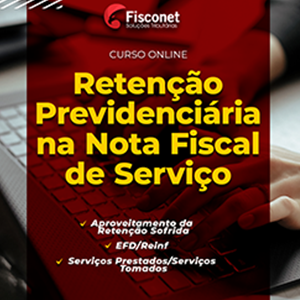 Fisconet
Soluções Tributárias
CURSO ONLINE
Retenção
Previdenciária
na Nota Fiscal
de Serviço
Aproveitamento da
Retenção Sofrida
EFD/Reinf
Serviços Prestados/Serviços
Tomados